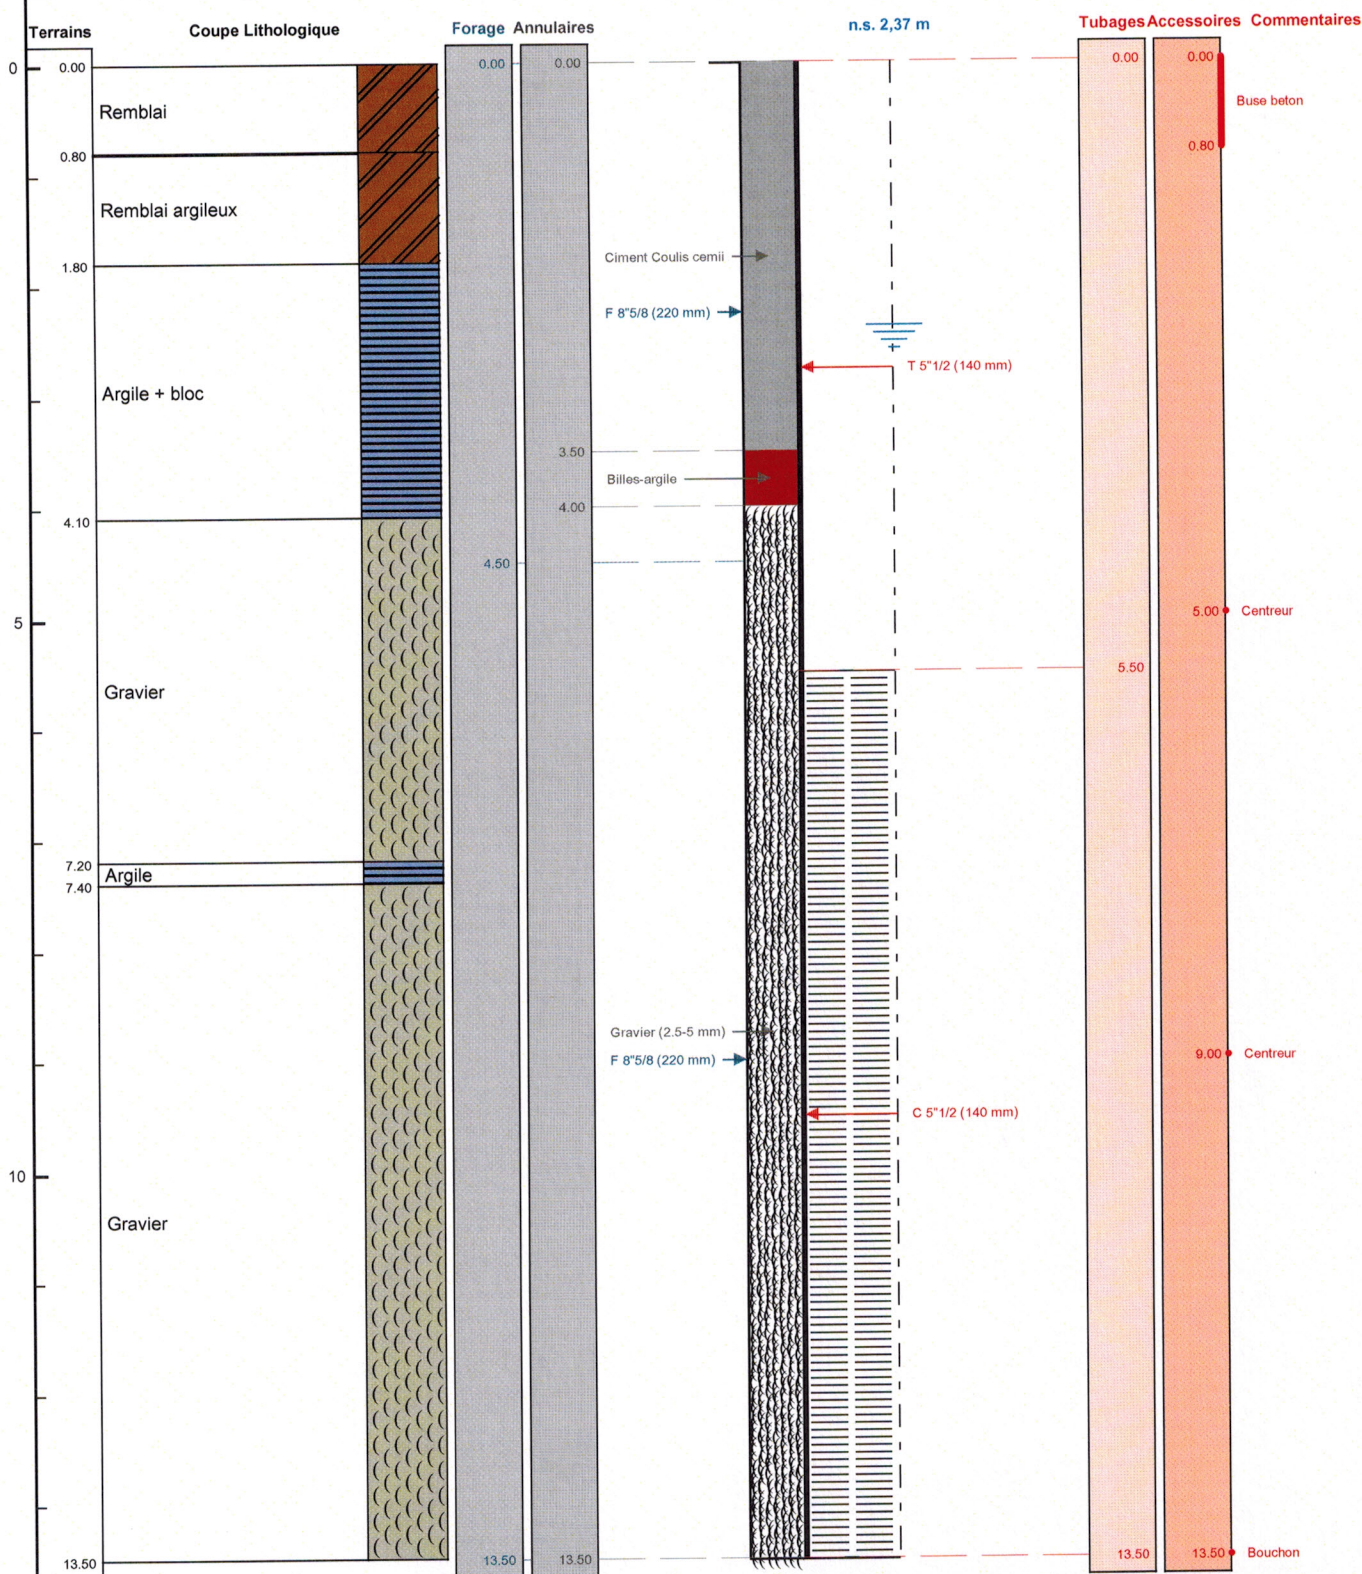 Terrains Coupe Lithologique Forage Annulaires n.s. 2,37 m Tubages Accessoires Commentaires
0 0.00 0.00 0.00 0.00 0.00
Remblai
Buse beton
0.80 0.80
Remblai argileux
1.80
Ciment Coulis cemii
F 8"5/8 (220 mm)
T 5"1/2 (140 mm)
Argile + bloc
3.50
Billes-argile
4.00
4.10
4.50
5 5.00 Centreur
5.50
Gravier
7.20
Argile
7.40
Gravier (2.5-5 mm)
F 8"5/8 (220 mm) 9.00 Centreur
C 5"1/2 (140 mm)
10
Gravier
13.50 13.50 13.50 13.50 13.50 Bouchon